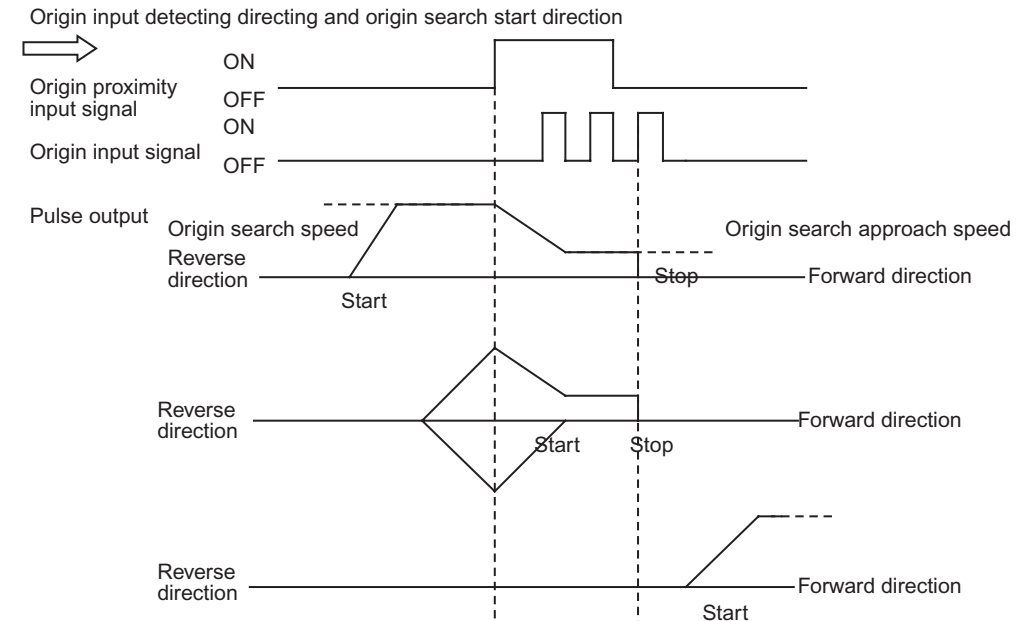 Origin input detecting directing and origin search start direction
ON
Origin proximity
input signal
OFF
ON
Origin input signal
OFF
Pulse output
Origin search speed
Origin search approach speed
Reverse
direction
Stop
Forward direction
Start
Reverse
direction
Forward direction
Start
Stop
Reverse
direction
Forward direction
Start